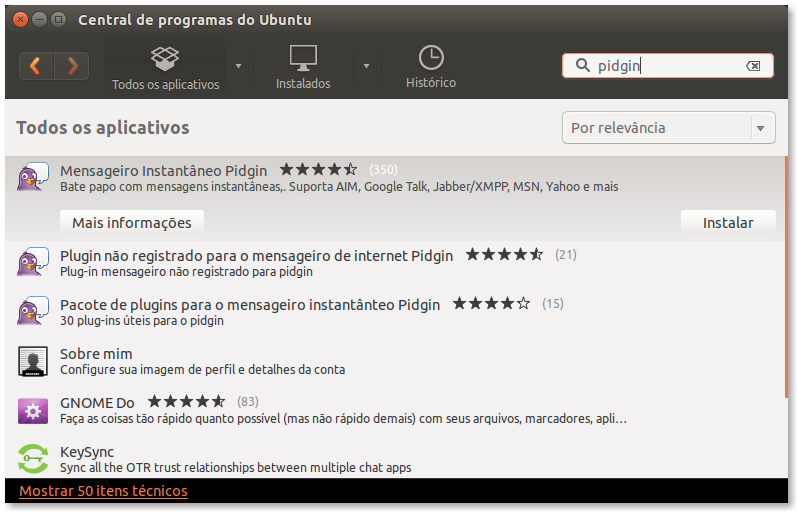 Central de programas do Ubuntu
Todos os aplicativos
Instalados
Histórico
pidgin
Todos os aplicativos
Por relevância
Mensageiro Instantâneo Pidgin (350)
Bate papo com mensagens instantâneas,. Suporta AIM, Google Talk, Jabber/XMPP, MSN, Yahoo e mais
Mais informações
Instalar
Plugin não registrado para o mensageiro de internet Pidgin (21)
Plug-in mensageiro não registrado para pidgin
Pacote de plugins para o mensageiro instantânteo Pidgin (15)
30 plug-ins úteis para o pidgin
Sobre mim
Configure sua imagem de perfil e detalhes da conta
GNOME Do (83)
Faça as coisas tão rápido quanto possível (mas não rápido demais) com seus arquivos, marcadores, apli...
KeySync
Sync all the OTR trust relationships between multiple chat apps
Mostrar 50 itens técnicos